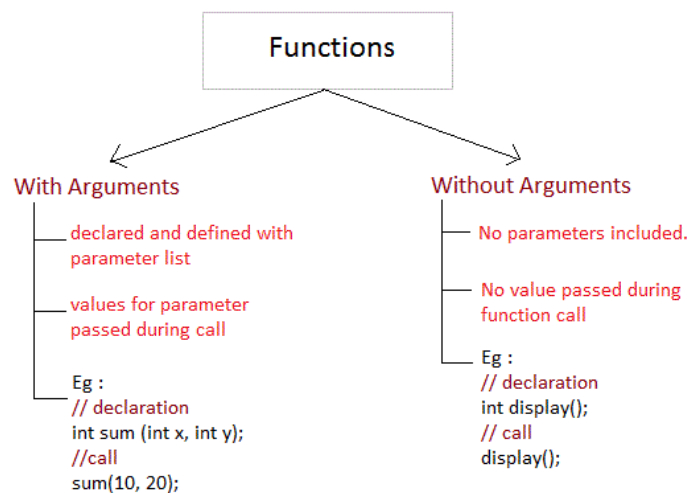 Functions
With Arguments
declared and defined with
parameter list
values for parameter
passed during call
Eg :
// declaration
int sum (int x, int y);
//call
sum(10, 20);
Without Arguments
No parameters included.
No value passed during
function call
Eg :
// declaration
int display();
// call
display();